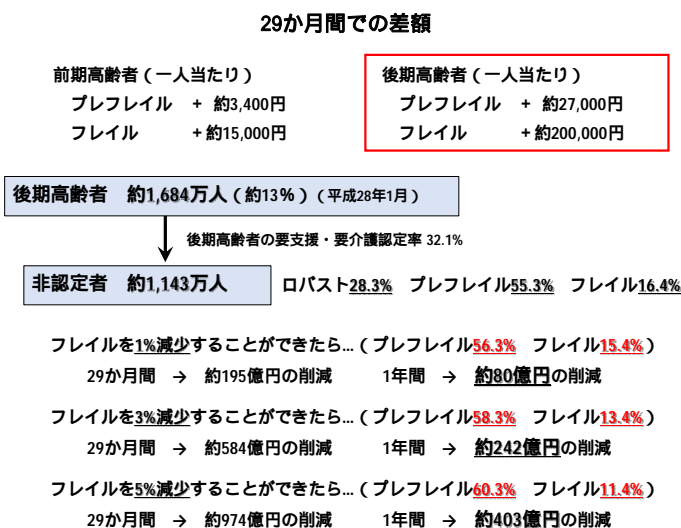 29か月間での差額
前期高齢者（一人当たり）
プレフレイル ＋ 約3,400円
フレイル ＋約15,000円
後期高齢者（一人当たり）
プレフレイル ＋ 約27,000円
フレイル ＋約200,000円
後期高齢者 約1,684万人（約13%）（平成28年1月）
後期高齢者の要支援・要介護認定率 32.1%
非認定者 約1,143万人
ロバスト28.3% プレフレイル55.3% フレイル16.4%
フレイルを1%減少することができたら…（プレフレイル56.3% フレイル15.4%）
29か月間 → 約195億円の削減 1年間 → 約80億円の削減
フレイルを3%減少することができたら…（プレフレイル58.3% フレイル13.4%）
29か月間 → 約584億円の削減 1年間 → 約242億円の削減
フレイルを5%減少することができたら…（プレフレイル60.3% フレイル11.4%）
29か月間 → 約974億円の削減 1年間 → 約403億円の削減